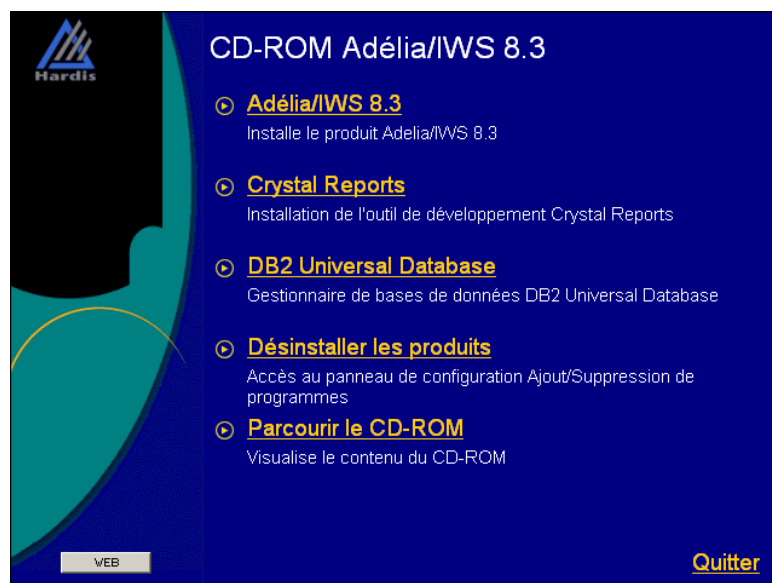 Hardis
CD-ROM Adélia/IWS 8.3
Adélia/IWS 8.3
Installe le produit Adelia/IWS 8.3
Crystal Reports
Installation de l'outil de développement Crystal Reports
DB2 Universal Database
Gestionnaire de bases de données DB2 Universal Database
Désinstaller les produits
Accès au panneau de configuration Ajout/Suppression de
programmes
Parcourir le CD-ROM
Visualise le contenu du CD-ROM
WEB
Quitter